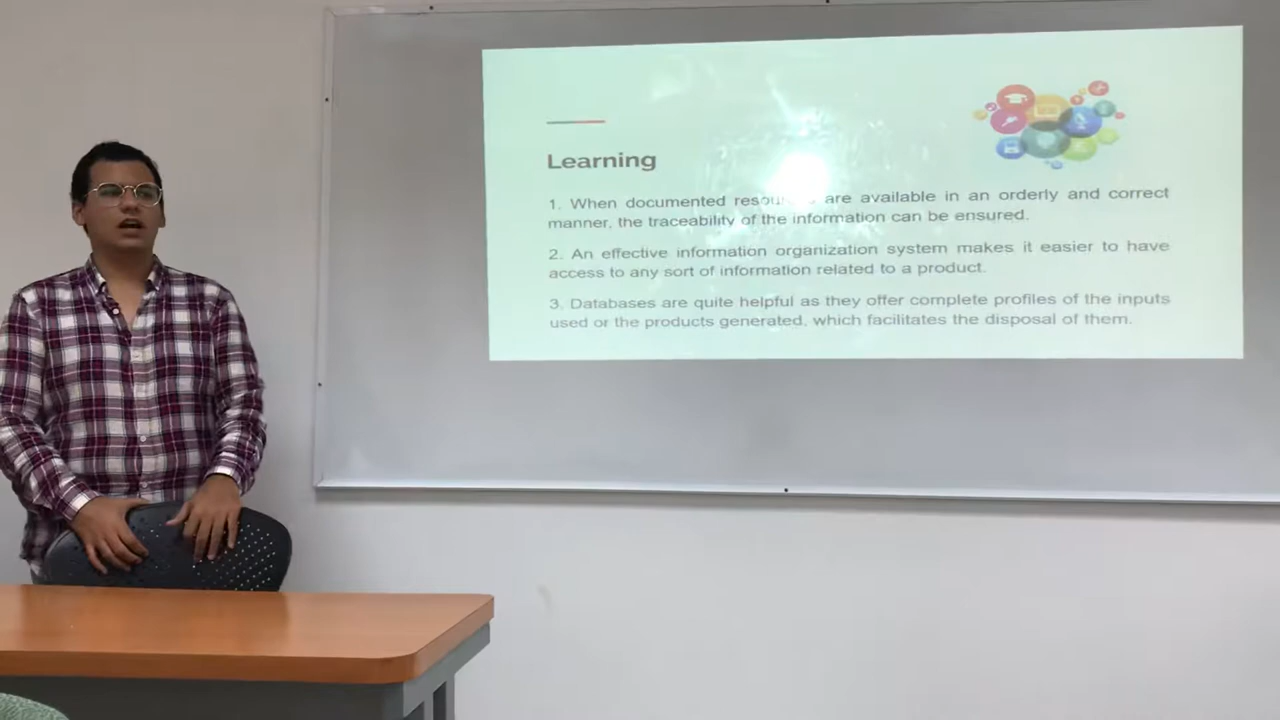 Learning
1. When documented resources are available in an orderly and correct
manner, the traceability of the information can be ensured.
2. An effective information organization system makes it easier to have
access to any sort of information related to a product.
3. Databases are quite helpful as they offer complete profiles of the inputs
used or the products generated, which facilitates the disposal of them.